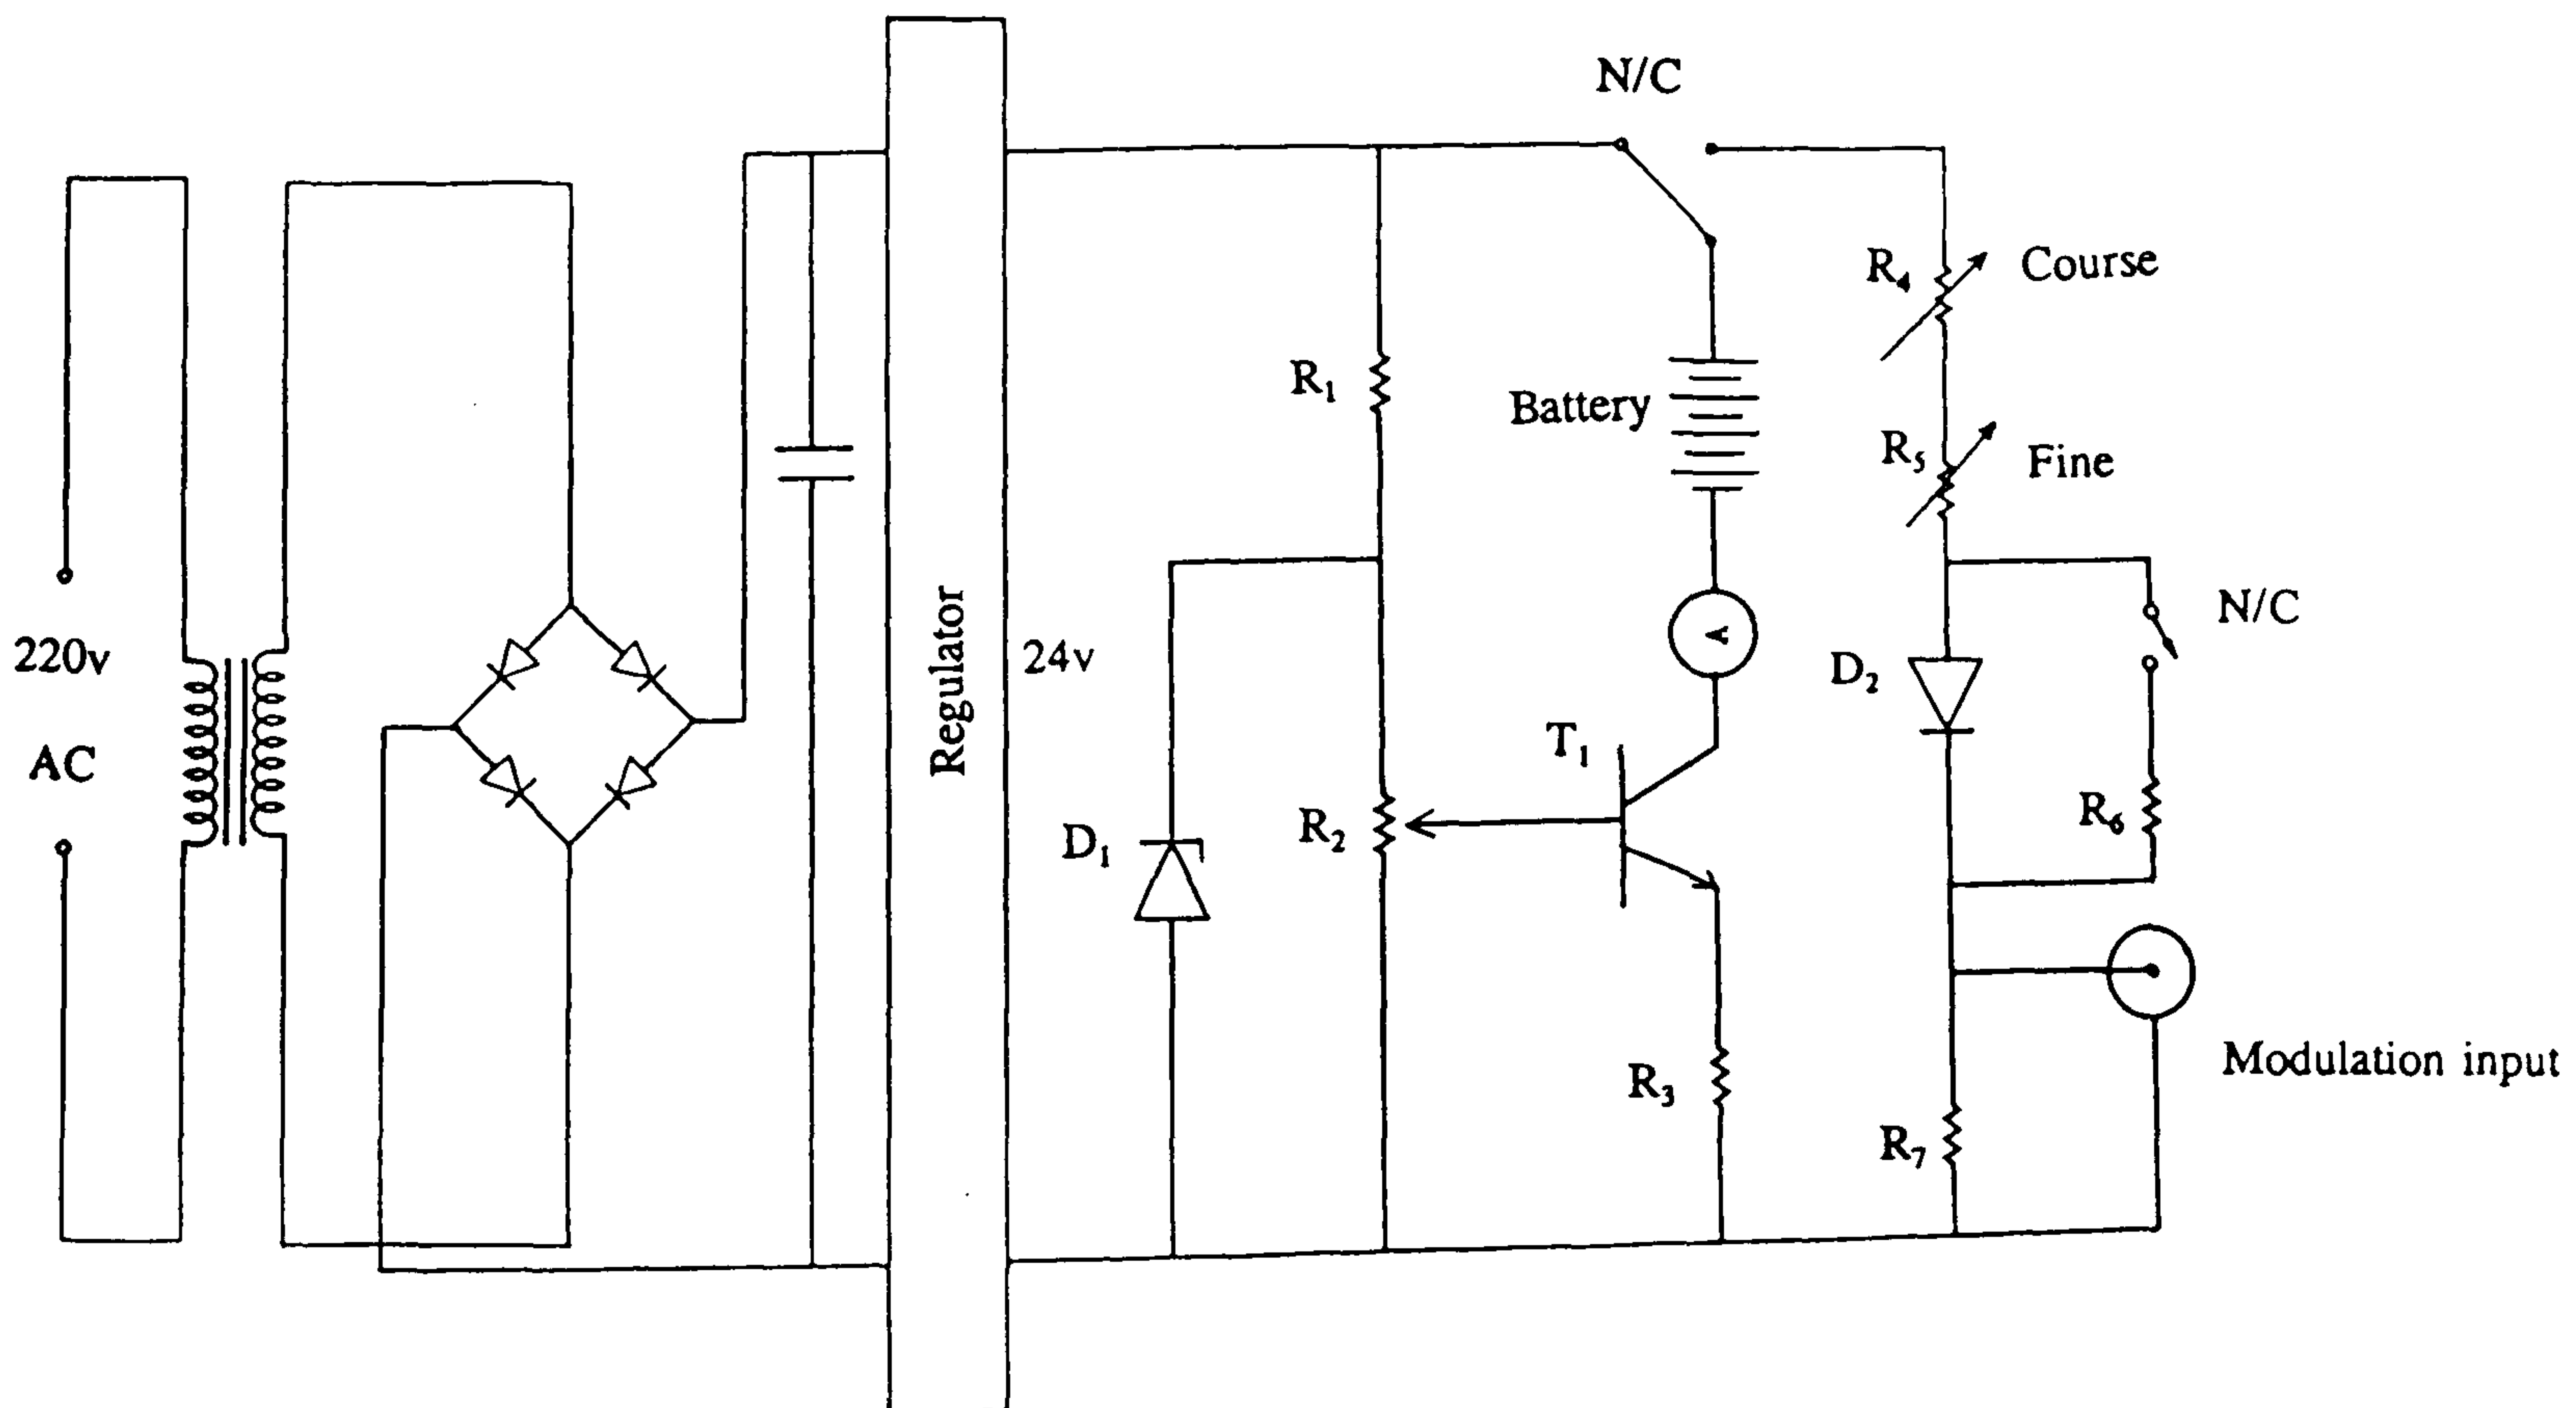 N/C
R₄ Course
R₁
Battery
R₅ Fine
N/C
220v
Regulator
24v
D₂
AC
T₁
R₆
D₁
R₂
A
Modulation input
R₃
R₇